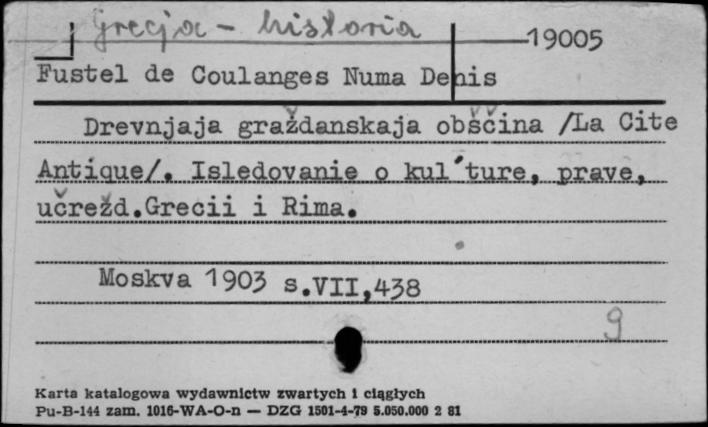 Grecja - historia
19005
Fustel de Coulanges Numa Denis
Drevnjaja graždanskaja obščina /La Cite
Antique/. Isledovanie o kul´ture, prave,
učrežd.Grecii i Rima.
Moskva 1903 s.VII,438
g
Karta katalogowa wydawnictw zwartych i ciągłych
Pu-B-144 zam. 1016-WA-O-n — DZG 1501-4-79 5.050.000 2 81